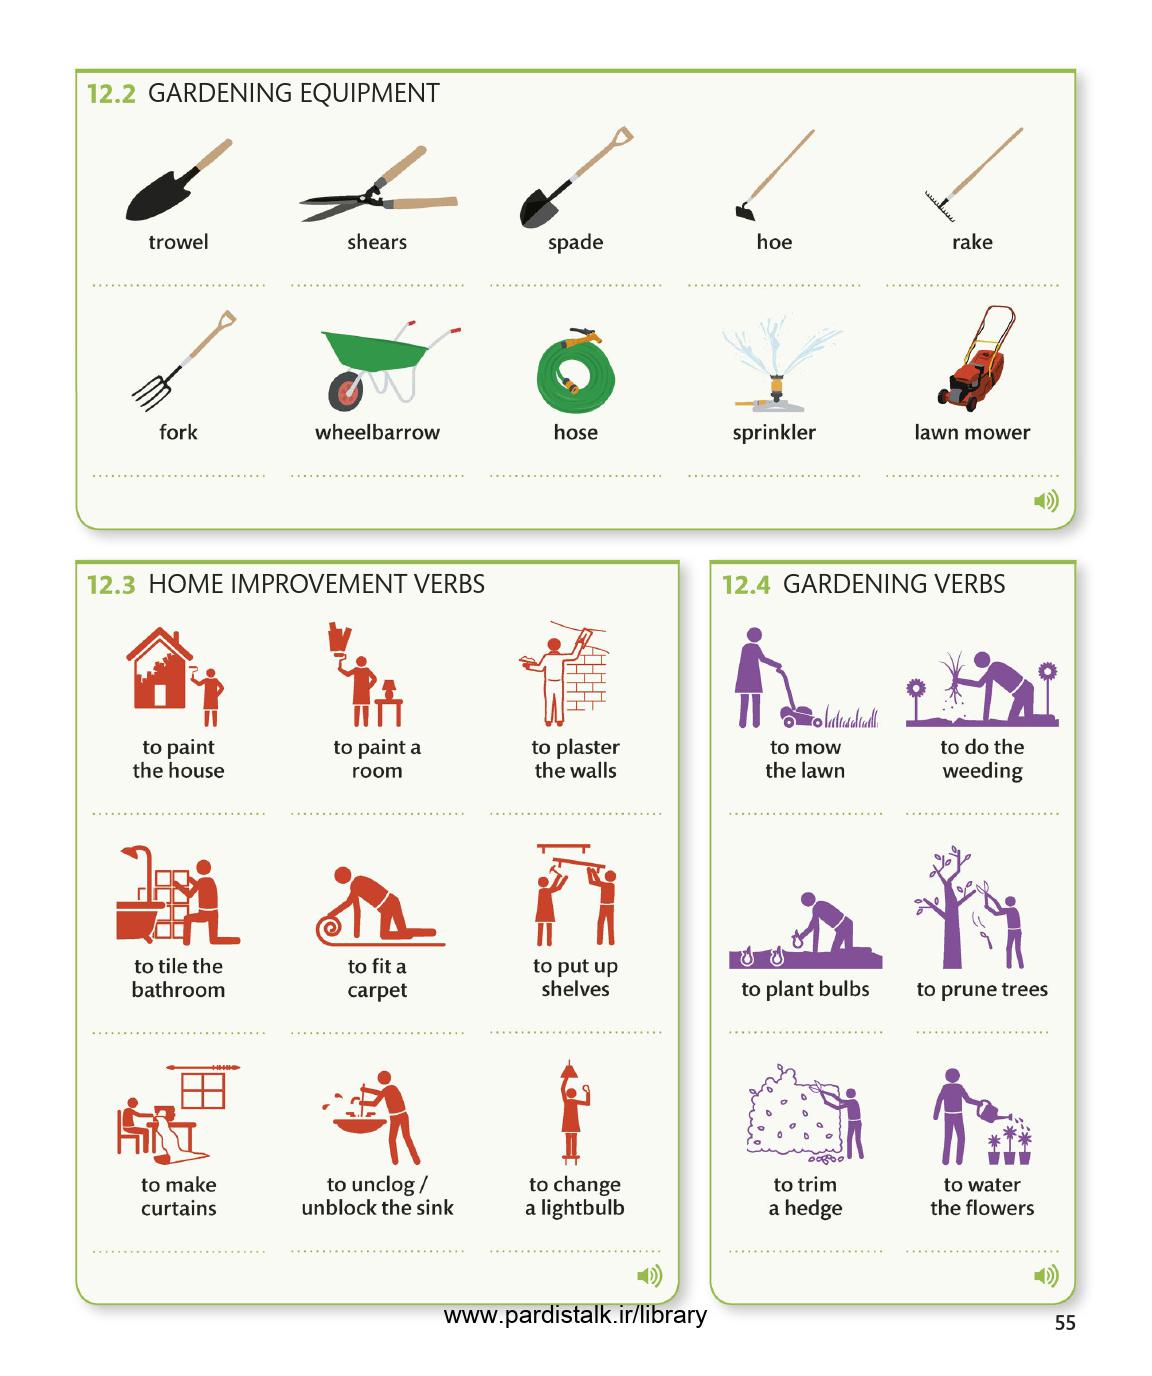 12.2 GARDENING EQUIPMENT
trowel
shears
spade
hoe
rake
fork
wheelbarrow
hose
sprinkler
lawn mower
12.3 HOME IMPROVEMENT VERBS
to paint
the house
to paint a
room
to plaster
the walls
to tile the
bathroom
to fit a
carpet
to put up
shelves
to make
curtains
to unclog /
unblock the sink
to change
a lightbulb
12.4 GARDENING VERBS
to mow
the lawn
to do the
weeding
to plant bulbs
to prune trees
to trim
a hedge
to water
the flowers
www.pardistalk.ir/library
55